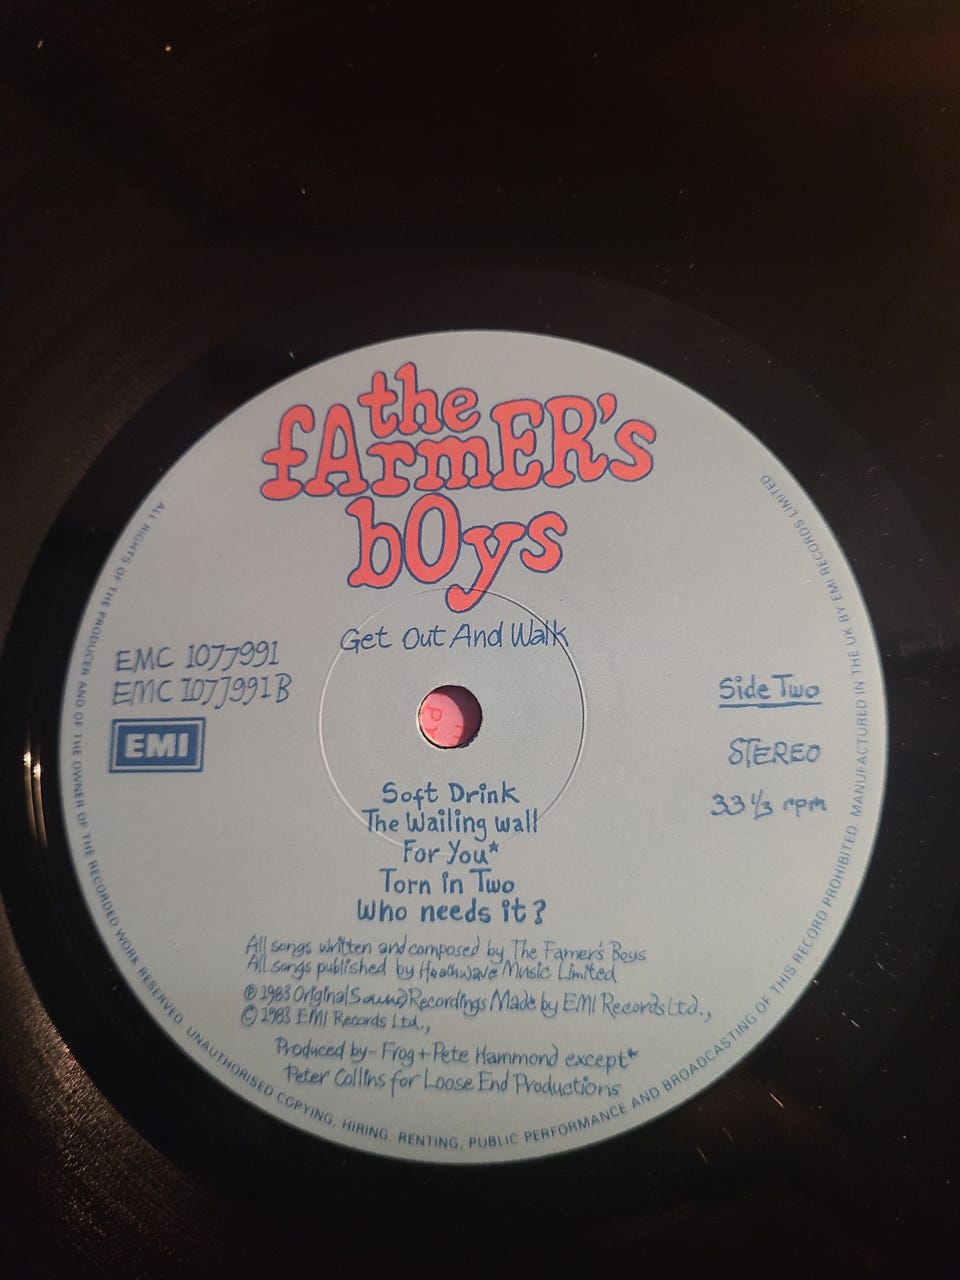 the
fArmER's
bOys
Get Out And Walk
EMC 1077991
EMC 1077991B
EMI
Side Two
STEREO
33 1/3 rpm
Soft Drink
The Wailing wall
For You*
Torn in Two
Who needs it?
All songs written and composed by The Famer's Boys
All songs published by Heathwave Music Limited
℗ 1983 Original Sound Recordings Made by EMI Records Ltd.,
© 1983 EMI Records Ltd.,
Produced by - Frog + Pete Hammond except*
Peter Collins for Loose End Productions
ALL RIGHTS OF THE PRODUCER AND OF THE OWNER OF THE RECORDED WORK RESERVED. UNAUTHORISED COPYING, HIRING, RENTING, PUBLIC PERFORMANCE AND BROADCASTING OF THIS RECORD PROHIBITED MANUFACTURED IN THE UK BY EMI RECORDS LIMITED